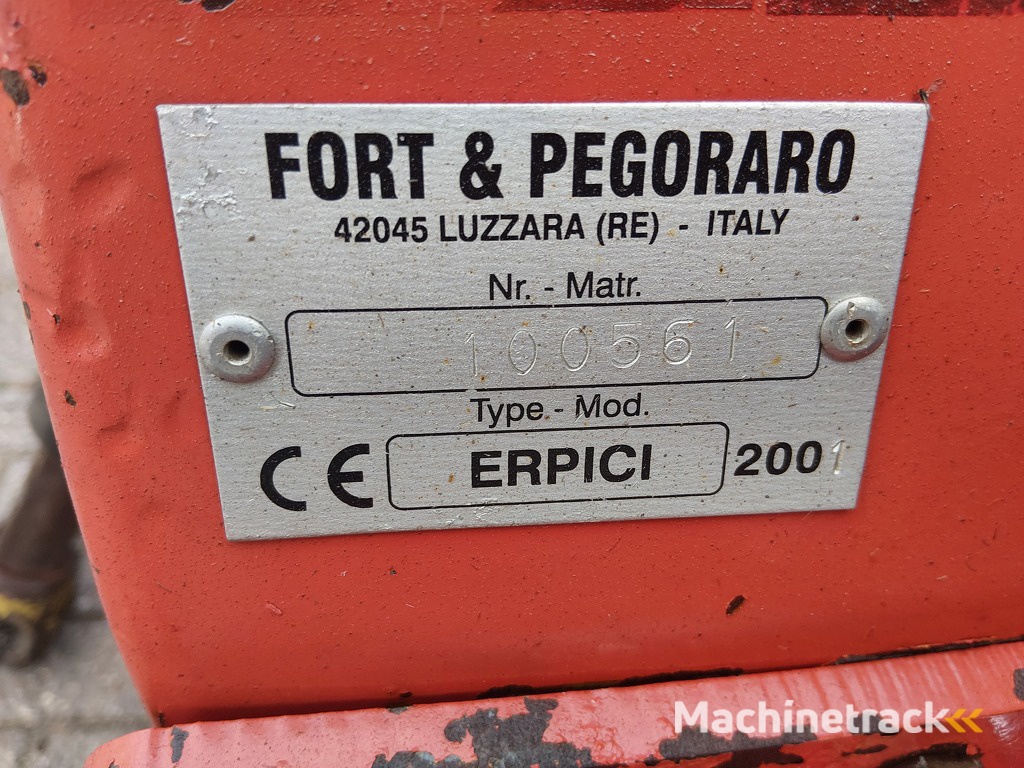 FORT & PEGORARO
42045 LUZZARA (RE) - ITALY
Nr. - Matr.
100561
Type - Mod.
CE ERPICI 2001
Machinetrack